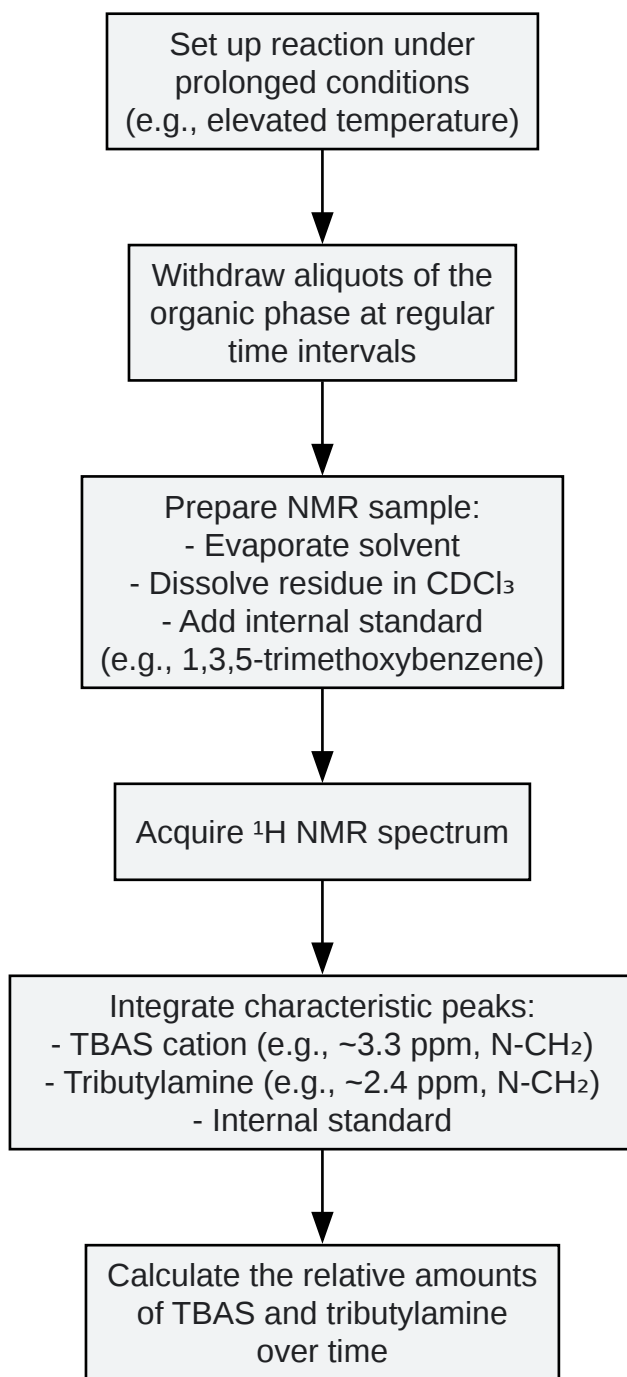 Set up reaction under
prolonged conditions
(e.g., elevated temperature)
Withdraw aliquots of the
organic phase at regular
time intervals
Prepare NMR sample:
- Evaporate solvent
- Dissolve residue in CDCl₃
- Add internal standard
(e.g., 1,3,5-trimethoxybenzene)
Acquire ¹H NMR spectrum
Integrate characteristic peaks:
- TBAS cation (e.g., ~3.3 ppm, N-CH₂)
- Tributylamine (e.g., ~2.4 ppm, N-CH₂)
- Internal standard
Calculate the relative amounts
of TBAS and tributylamine
over time